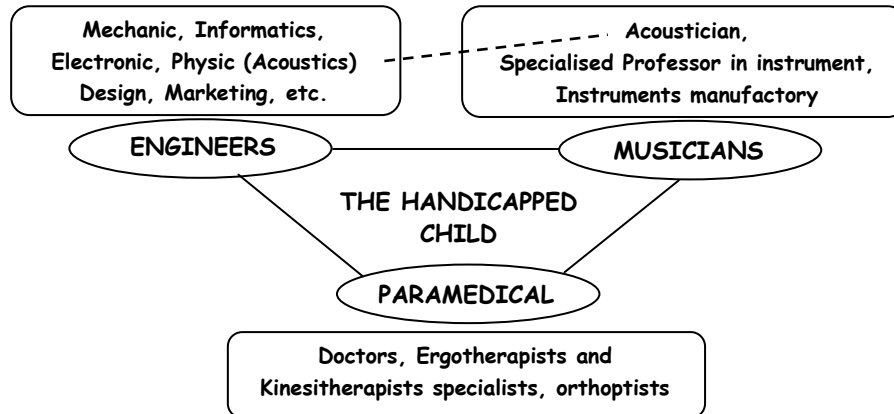 Mechanic, Informatics,
Electronic, Physic (Acoustics)
Design, Marketing, etc.
Acoustician,
Specialised Professor in instrument,
Instruments manufactory
ENGINEERS
MUSICIANS
THE HANDICAPPED
CHILD
PARAMEDICAL
Doctors, Ergotherapists and
Kinesitherapists specialists, orthoptists